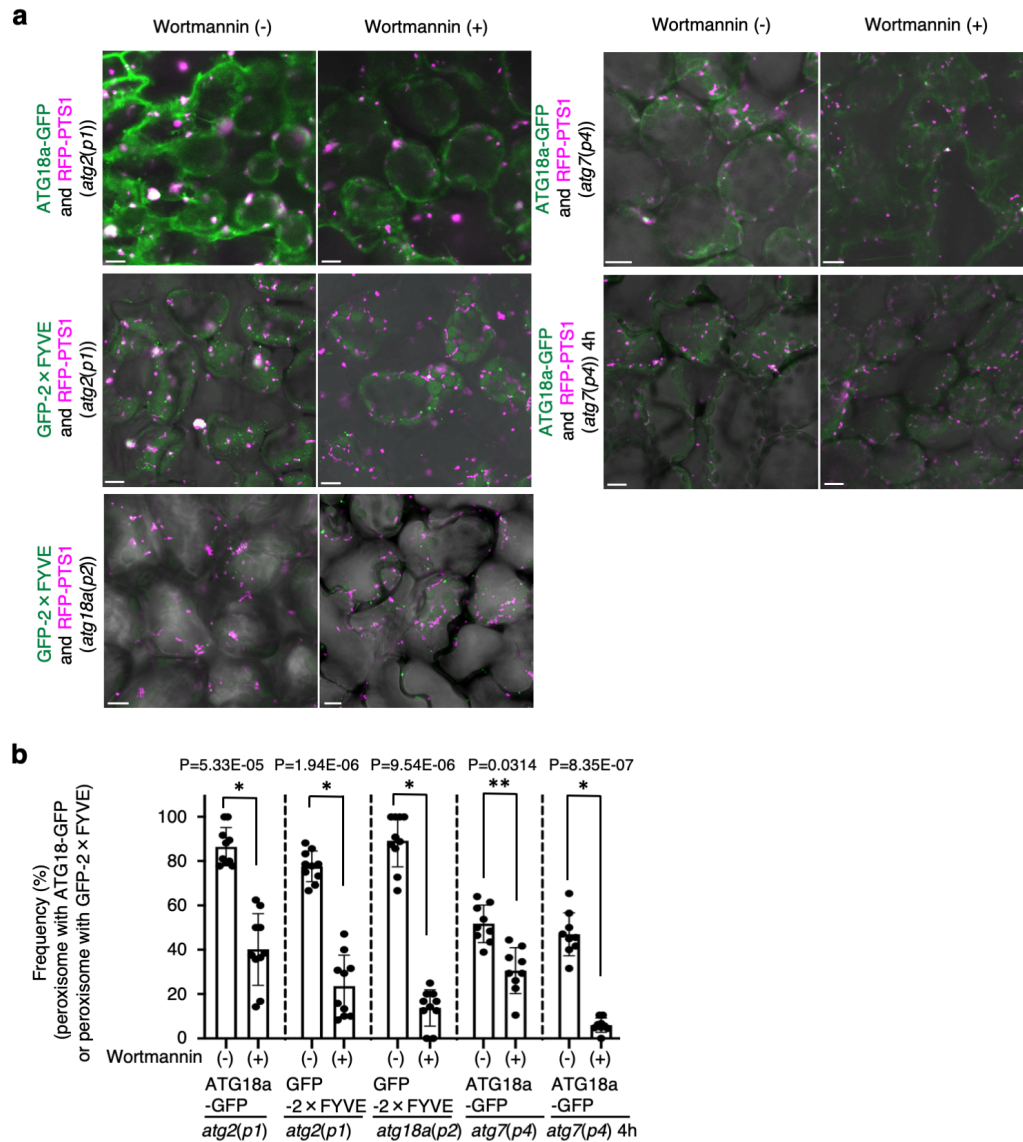 a
Wortmannin (-)
Wortmannin (+)
Wortmannin (-)
Wortmannin (+)
ATG18a-GFP
and RFP-PTS1
(atg2(p1))
ATG18a-GFP
and RFP-PTS1
(atg7(p4))
GFP-2×FYVE
and RFP-PTS1
(atg2(p1))
ATG18a-GFP
and RFP-PTS1
(atg7(p4)) 4h
GFP-2×FYVE
and RFP-PTS1
(atg18a(p2))
b
P=5.33E-05 P=1.94E-06 P=9.54E-06 P=0.0314 P=8.35E-07
* * * ** *
Frequency (%)
(peroxisome with ATG18-GFP
or peroxisome with GFP-2×FYVE)
100
80
60
40
20
0
Wortmannin (-) (+) (-) (+) (-) (+) (-) (+) (-) (+)
ATG18a GFP GFP ATG18a ATG18a
-GFP -2×FYVE -2×FYVE -GFP -GFP
atg2(p1) atg2(p1) atg18a(p2) atg7(p4) atg7(p4) 4h